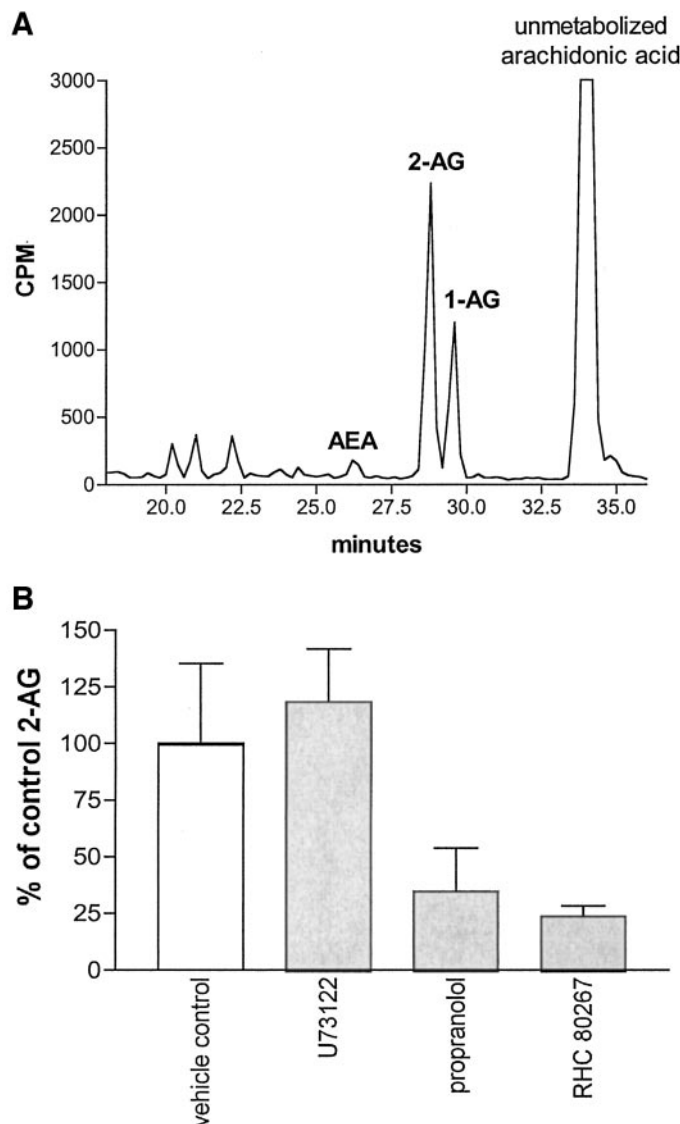 A
unmetabolized
arachidonic acid
3000
2500
2000
1500
1000
500
0
CPM
2-AG
1-AG
AEA
20.0 22.5 25.0 27.5 30.0 32.5 35.0
minutes
B
150
125
100
75
50
25
0
% of control 2-AG
vehicle control
U73122
propranolol
RHC 80267